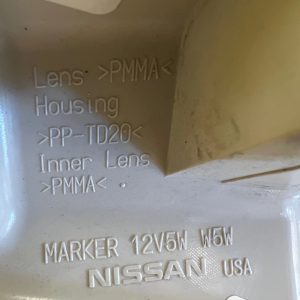 Lens >PMMA<
Housing
>PP-TD20<
Inner Lens
>PMMA<
MARKER 12V5W W5W
NISSAN USA